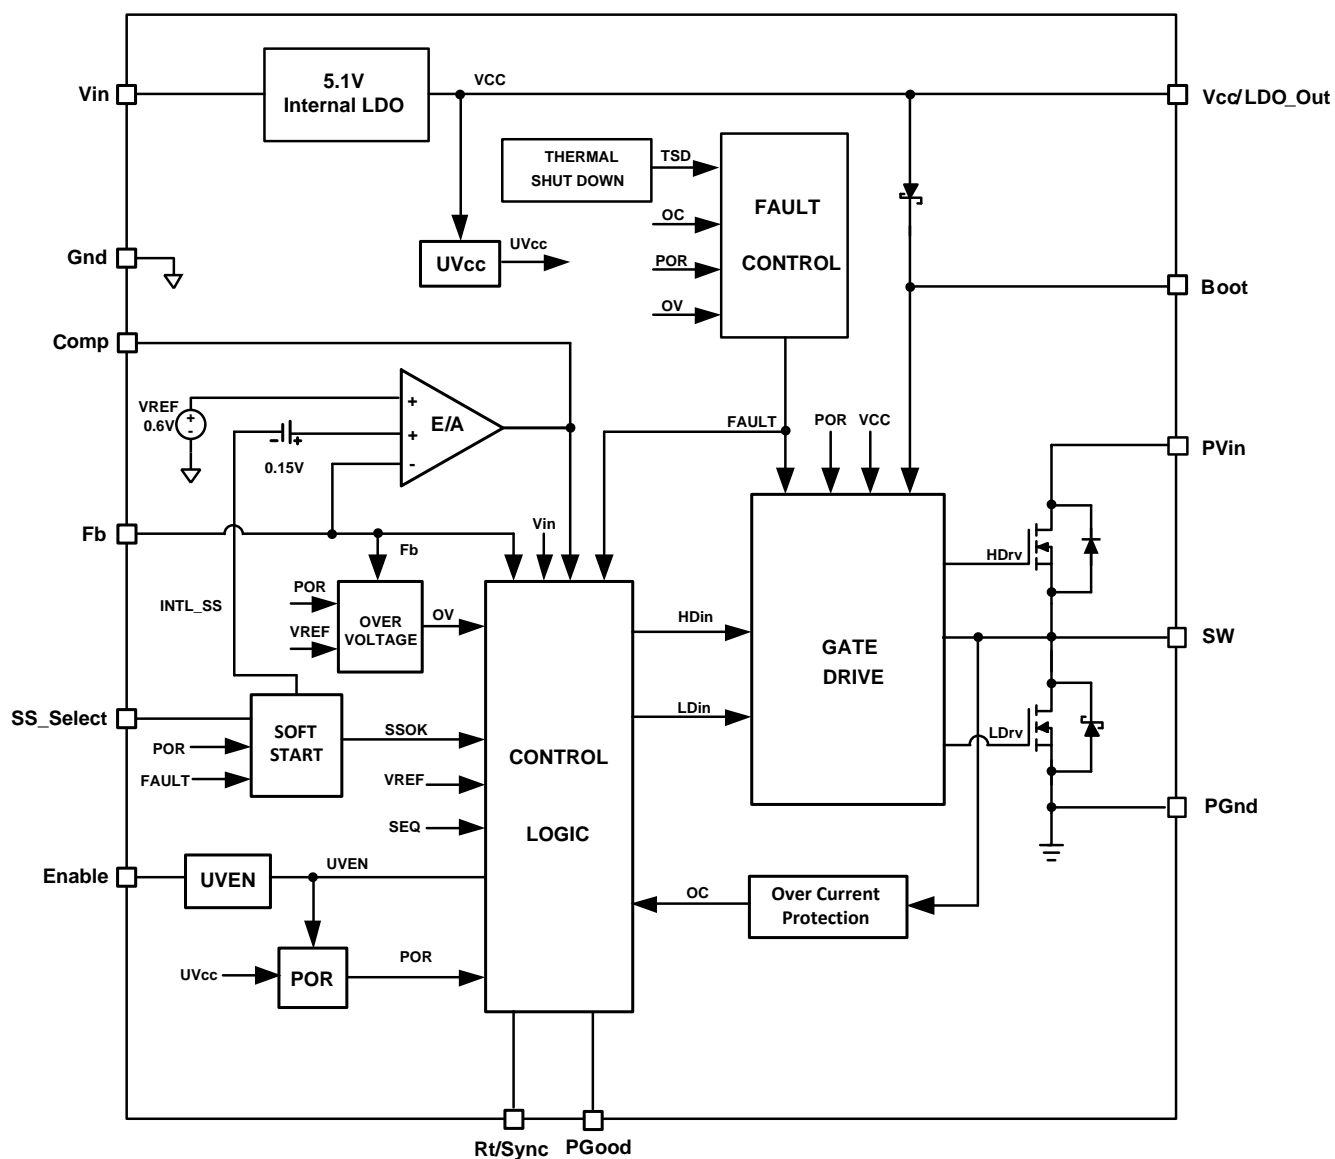 5.1V
Internal LDO
VCC
Vin
Vcc/LDO_Out
THERMAL
SHUT DOWN
TSD
FAULT
CONTROL
OC
POR
OV
UVcc
UVcc
Gnd
Boot
Comp
VREF
0.6V
+
-
+
+
-
E/A
-
+
0.15V
FAULT
POR
VCC
PVin
Fb
Fb
Vin
HDrv
INTL_SS
POR
VREF
OVER
VOLTAGE
OV
HDin
SW
GATE
DRIVE
SS_Select
SOFT
START
POR
FAULT
SSOK
LDin
LDrv
VREF
CONTROL
LOGIC
SEQ
PGnd
Enable
UVEN
UVEN
OC
Over Current
Protection
UVcc
POR
POR
Rt/Sync
PGood